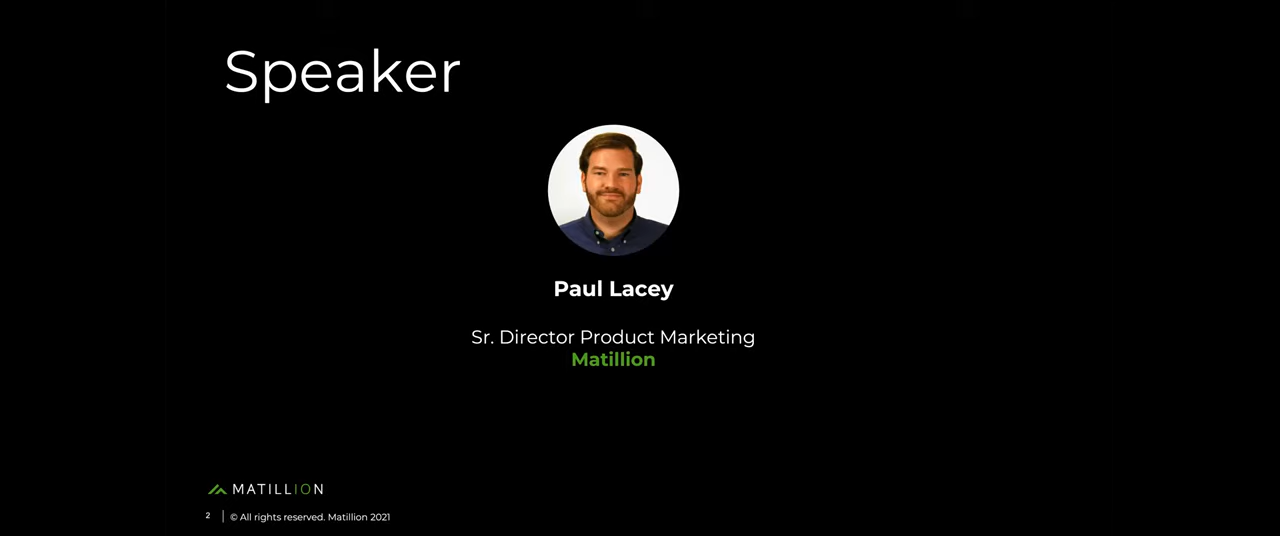 Speaker
Paul Lacey
Sr. Director Product Marketing
Matillion
MATILLION
2
© All rights reserved. Matillion 2021